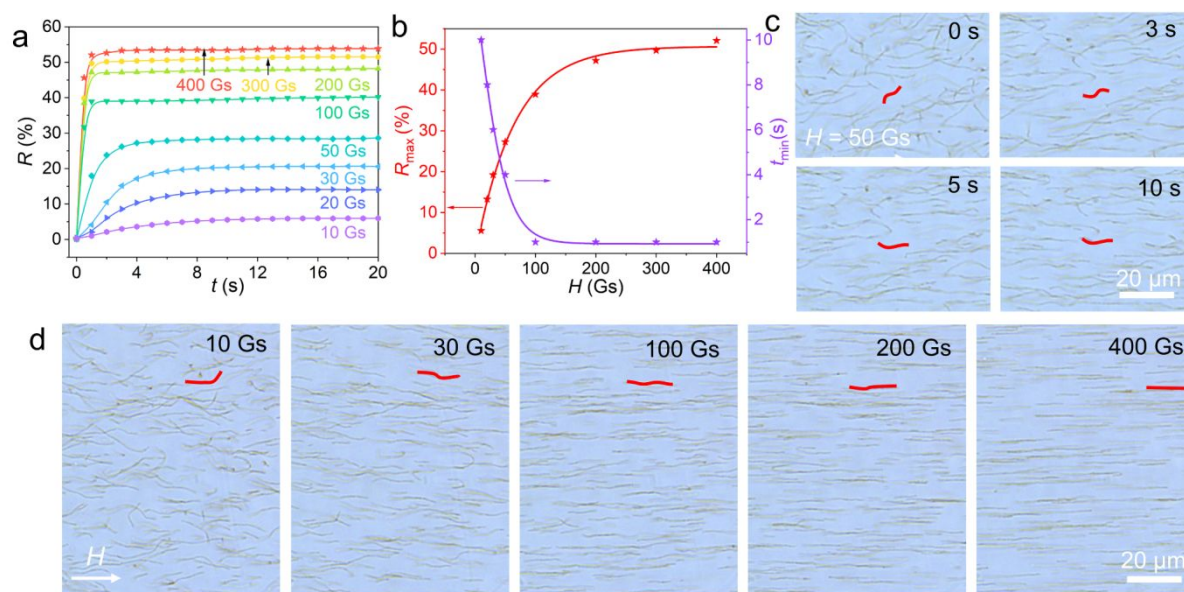 a
R (%)
60
50
40
30
20
10
0
400 Gs
300 Gs
200 Gs
100 Gs
50 Gs
30 Gs
20 Gs
10 Gs
0 4 8 12 16 20
t (s)
b
Rmax (%)
50
40
30
20
10
0
10
8
6
4
2
tmin(s)
0 100 200 300 400
H (Gs)
c
0 s
H = 50 Gs
3 s
5 s
10 s
20 μm
d
10 Gs
H
30 Gs
100 Gs
200 Gs
400 Gs
20 μm